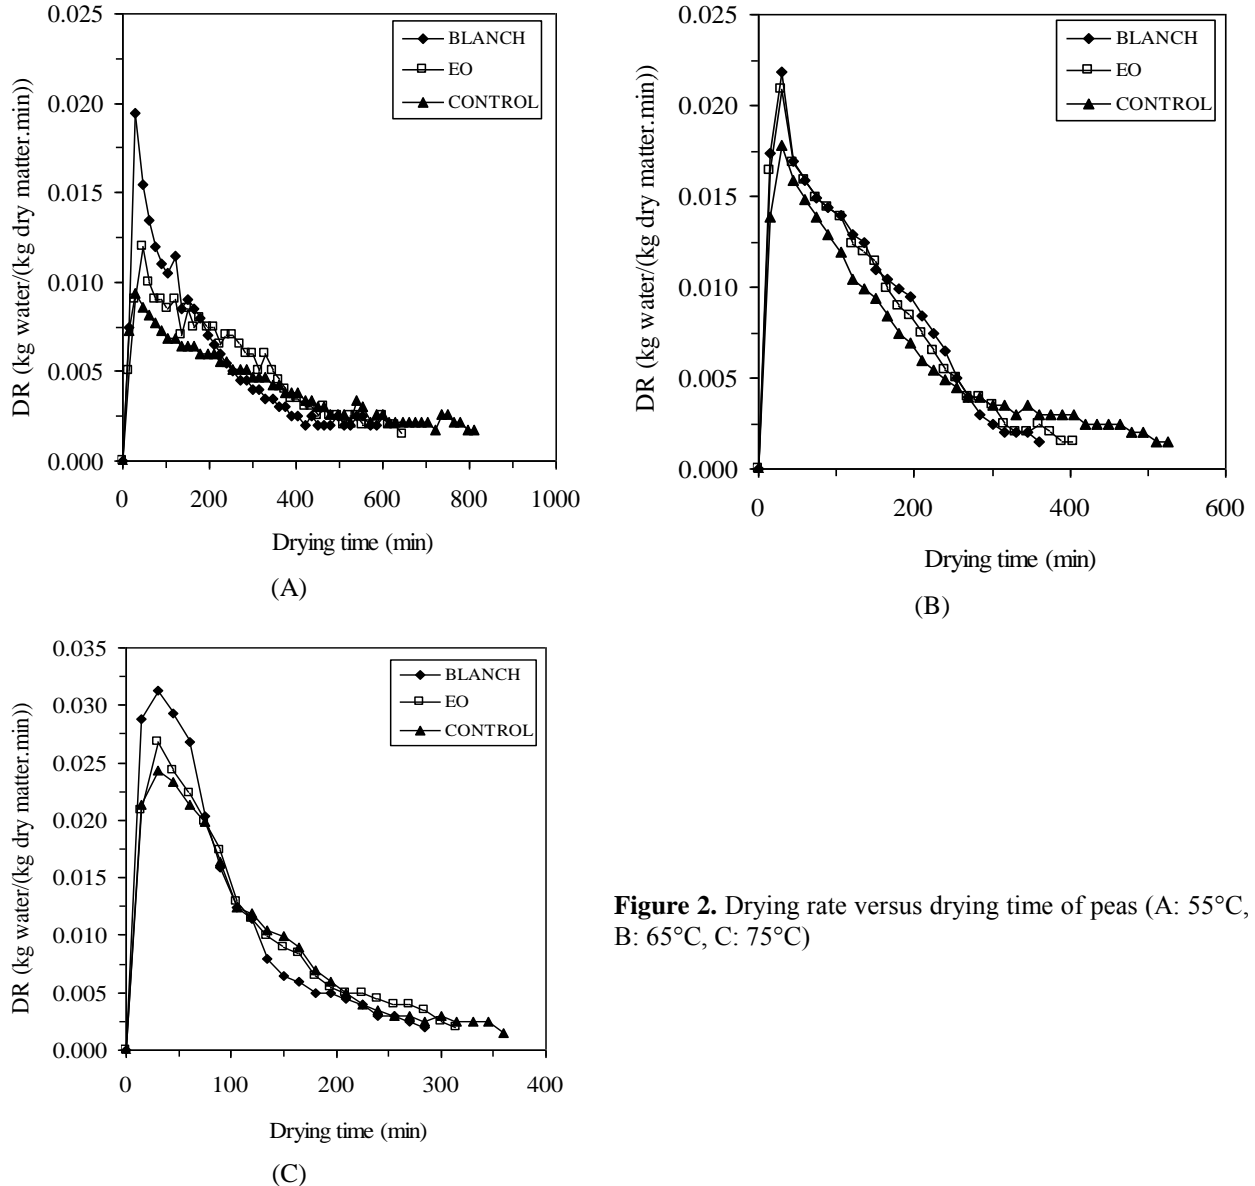 0.025
0.020
0.015
0.010
0.005
0.000
DR (kg water/(kg dry matter.min))
BLANCH
EO
CONTROL
0 200 400 600 800 1000
Drying time (min)
(A)
0.025
0.020
0.015
0.010
0.005
0.000
DR (kg water/(kg dry matter.min))
BLANCH
EO
CONTROL
0 200 400 600
Drying time (min)
(B)
0.035
0.030
0.025
0.020
0.015
0.010
0.005
0.000
DR (kg water/(kg dry matter.min))
BLANCH
EO
CONTROL
0 100 200 300 400
Drying time (min)
(C)
Figure 2. Drying rate versus drying time of peas (A: 55°C,
B: 65°C, C: 75°C)